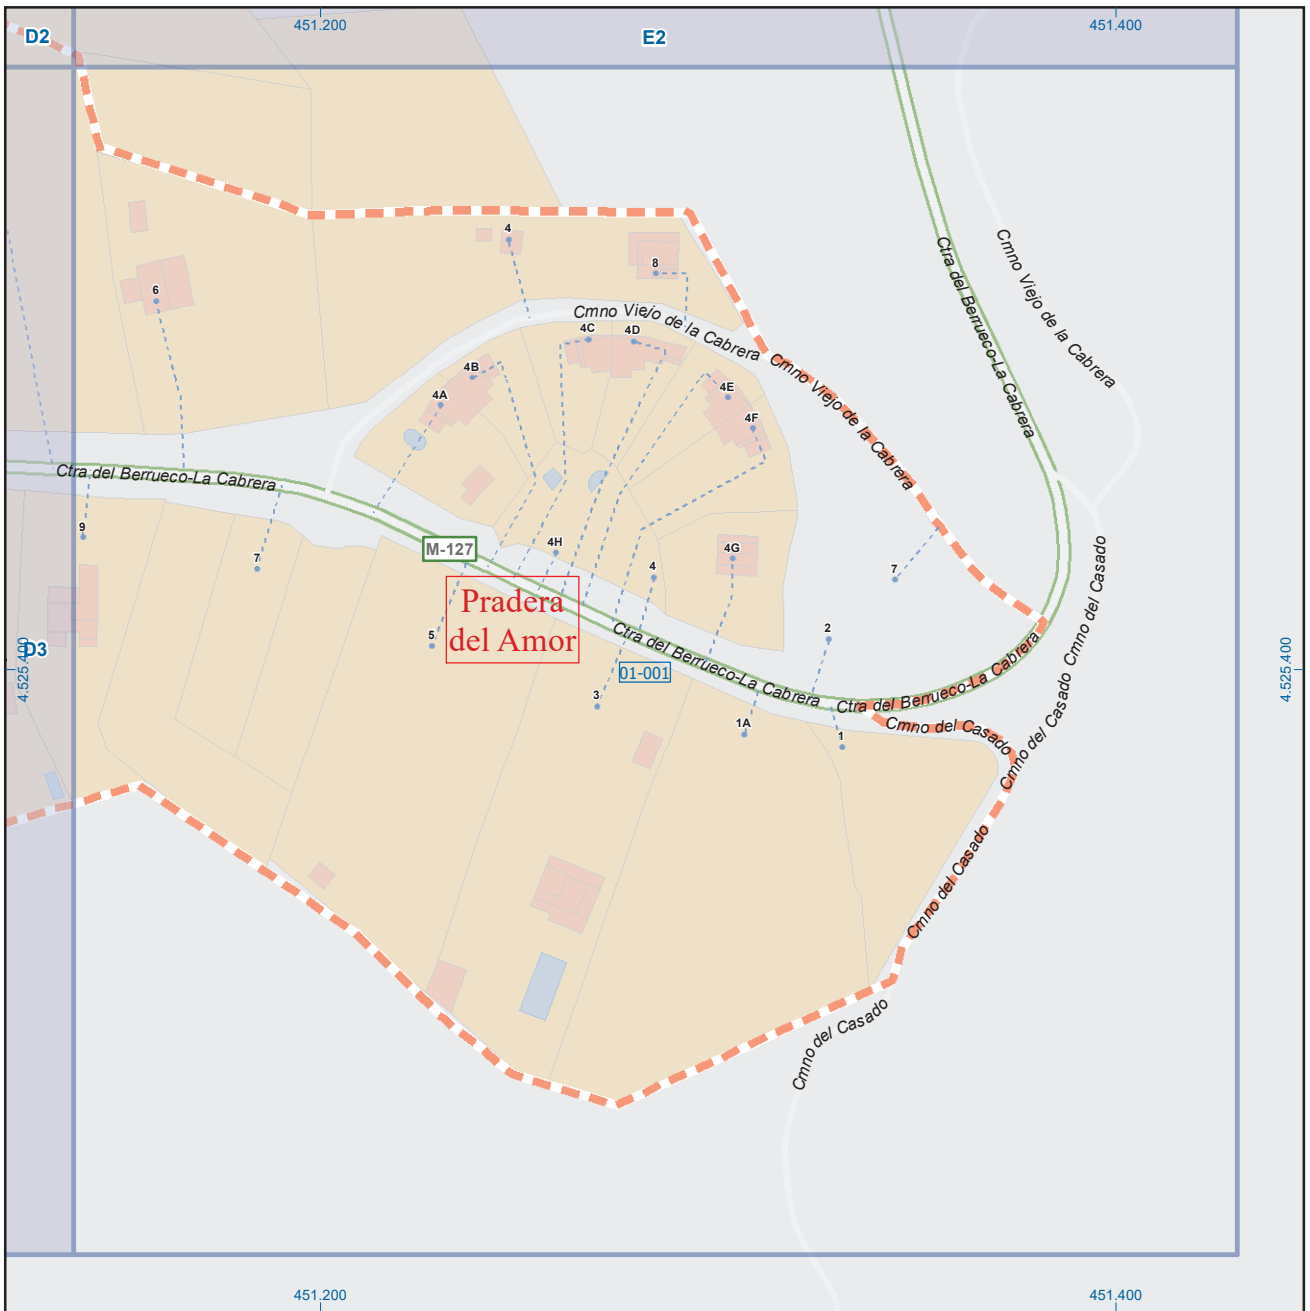 451.200
451.400
D2
E2
Ctra del Berrueco-La Cabrera
Cmno Viejo de la Cabrera
4
8
6
Cmno Viejo de la Cabrera
4C
4D
Cmno Viejo de la Cabrera
4B
4A
4E
4F
Ctra del Berrueco-La Cabrera
9
7
M-127
4H
4
4G
7
Cmno del Casado
Pradera
del Amor
5
2
D3
4.525.400
4.525.400
Ctra del Berrueco-La Cabrera
01-001
3
1A
1
Ctra del Berrueco-La Cabrera
Cmno del Casado
Cmno del Casado
Cmno del Casado
Cmno del Casado
451.200
451.400